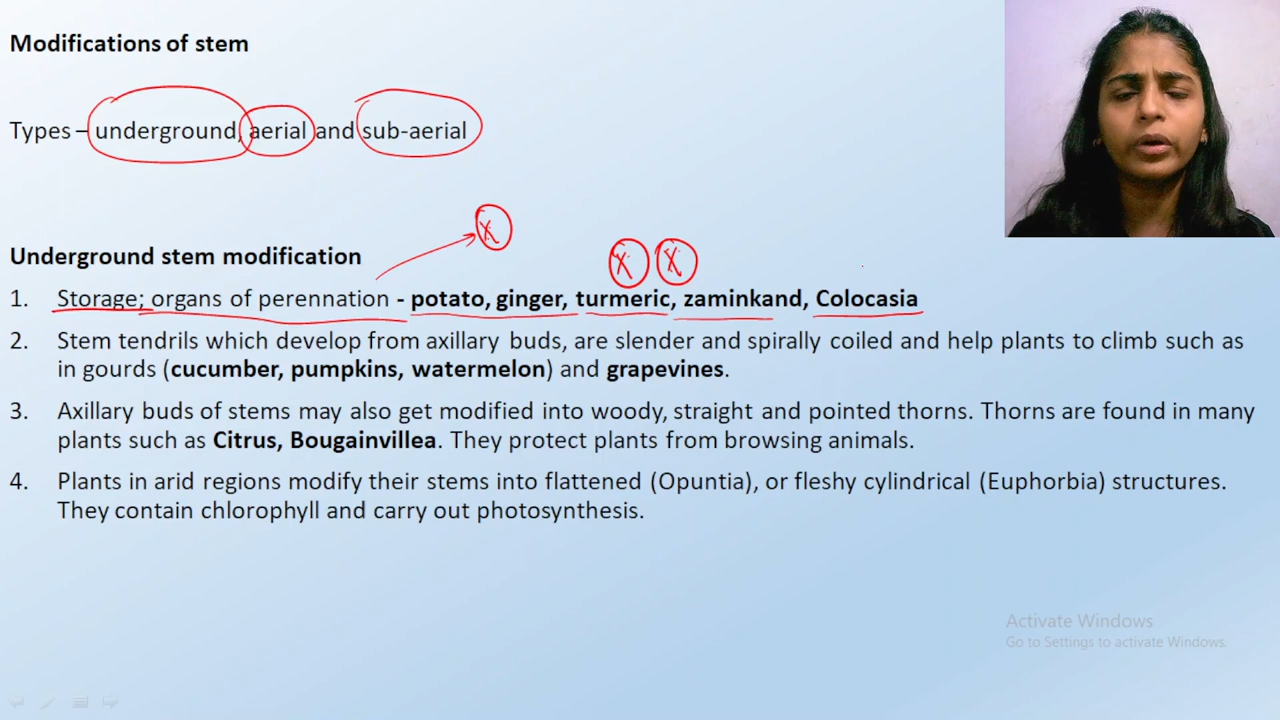 Modifications of stem
Types – underground, aerial and sub-aerial
Underground stem modification
1. Storage; organs of perennation - potato, ginger, turmeric, zaminkand, Colocasia
2. Stem tendrils which develop from axillary buds, are slender and spirally coiled and help plants to climb such as
in gourds (cucumber, pumpkins, watermelon) and grapevines.
3. Axillary buds of stems may also get modified into woody, straight and pointed thorns. Thorns are found in many
plants such as Citrus, Bougainvillea. They protect plants from browsing animals.
4. Plants in arid regions modify their stems into flattened (Opuntia), or fleshy cylindrical (Euphorbia) structures.
They contain chlorophyll and carry out photosynthesis.
Activate Windows
Go to Settings to activate Windows.